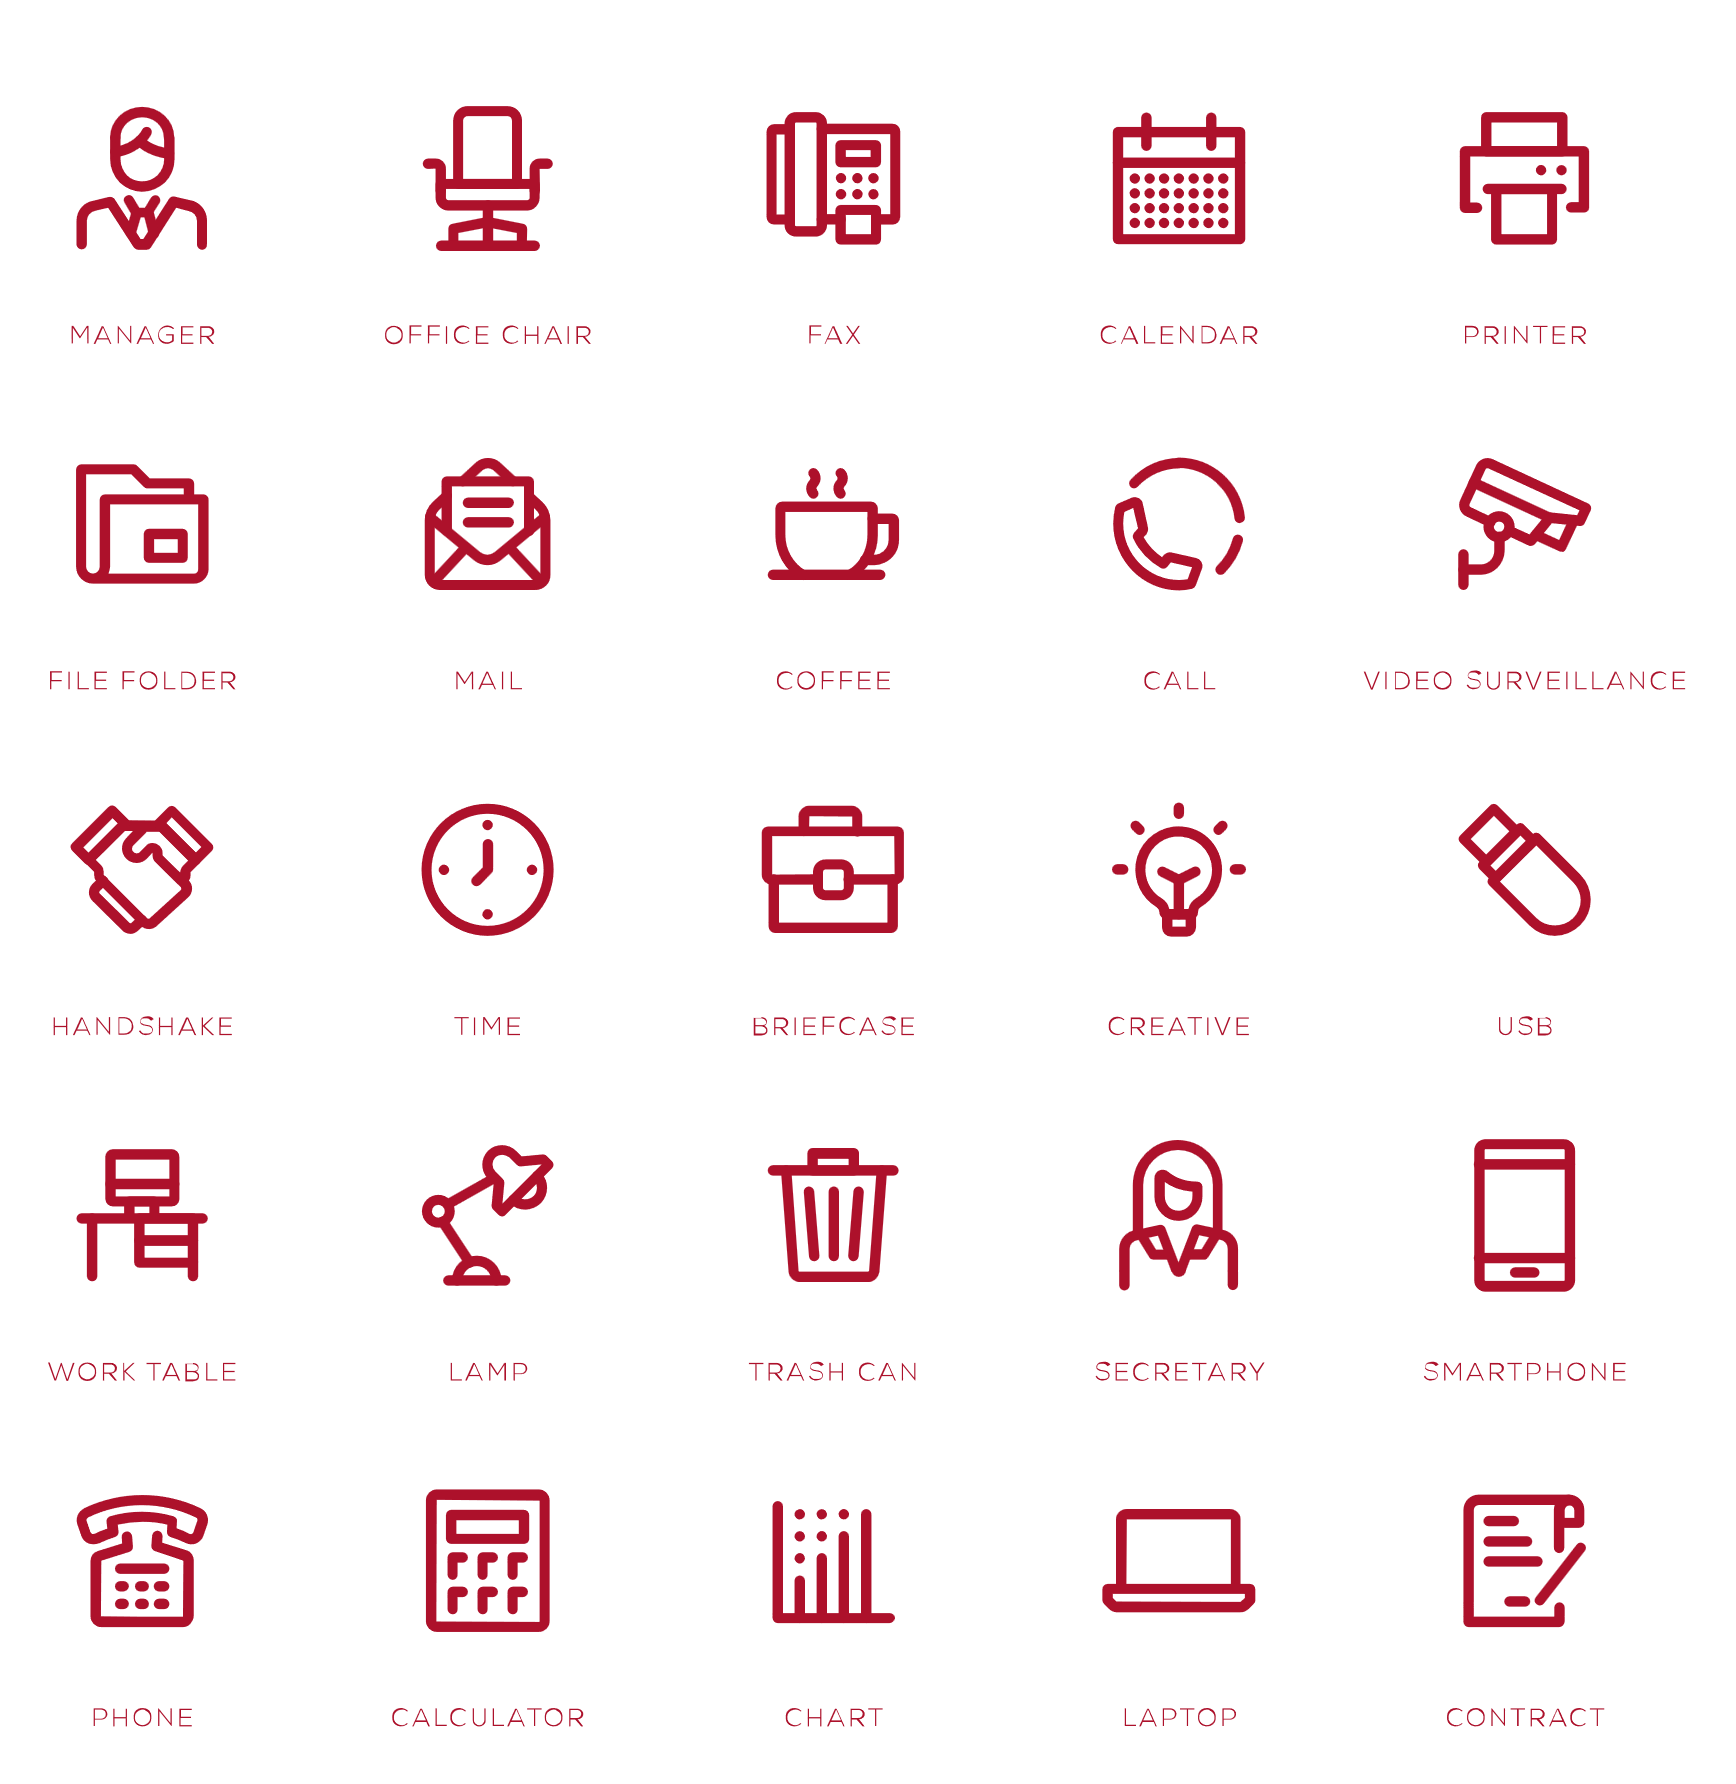 MANAGER
OFFICE CHAIR
FAX
CALENDAR
PRINTER
FILE FOLDER
MAIL
COFFEE
CALL
VIDEO SURVEILLANCE
HANDSHAKE
TIME
BRIEFCASE
CREATIVE
USB
WORK TABLE
LAMP
TRASH CAN
SECRETARY
SMARTPHONE
PHONE
CALCULATOR
CHART
LAPTOP
CONTRACT